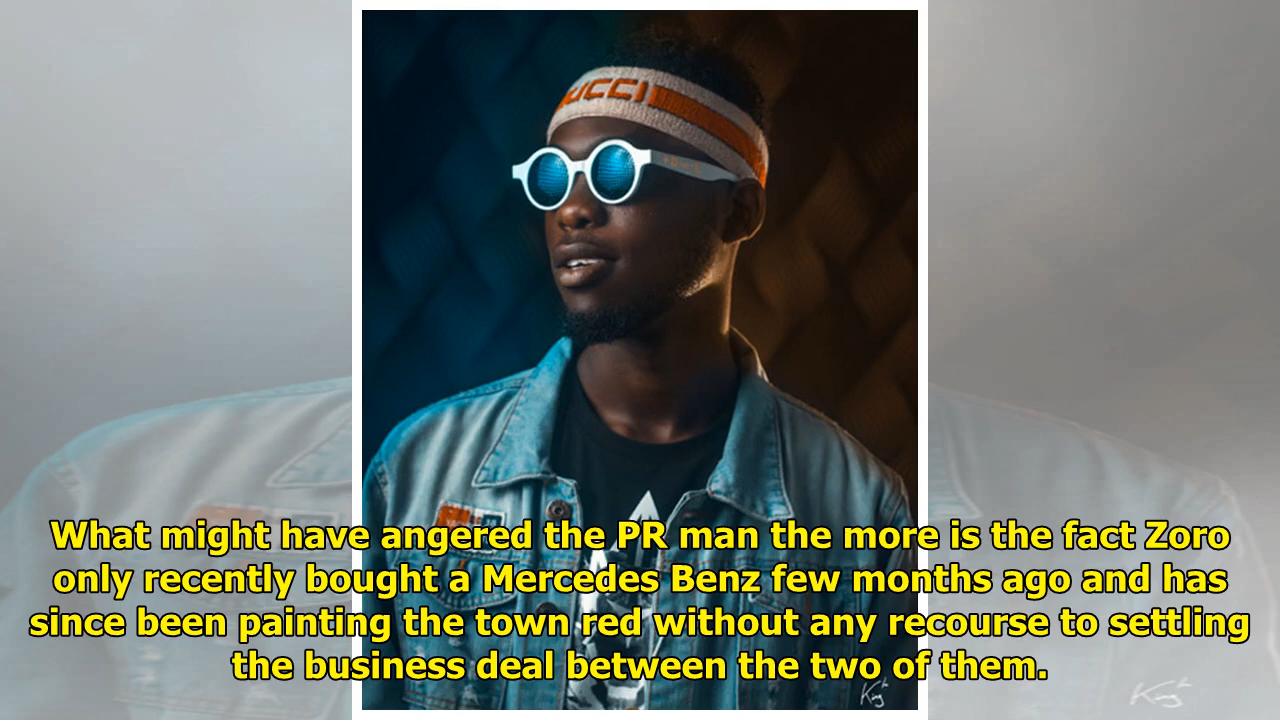 UCCI
What might have angered the PR man the more is the fact Zoro
only recently bought a Mercedes Benz few months ago and has
since been painting the town red without any recourse to settling
the business deal between the two of them.